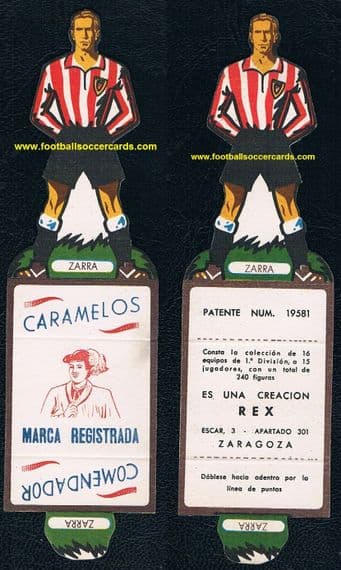 www.footballsoccercards.com
ZARRA
CARAMELOS
MARCA REGISTRADA
COMENDADOR
ZARRA
www.footballsoccercards.com
ZARRA
PATENTE NUM. 19581
Consta la colección de 16
equipos de 1.ª División, a 15
jugadores, con un total de
240 figuras
ES UNA CREACION
REX
ESCAR, 3 - APARTADO 301
ZARAGOZA
Dóblese hacia adentro por la
línea de puntos
ZARRA